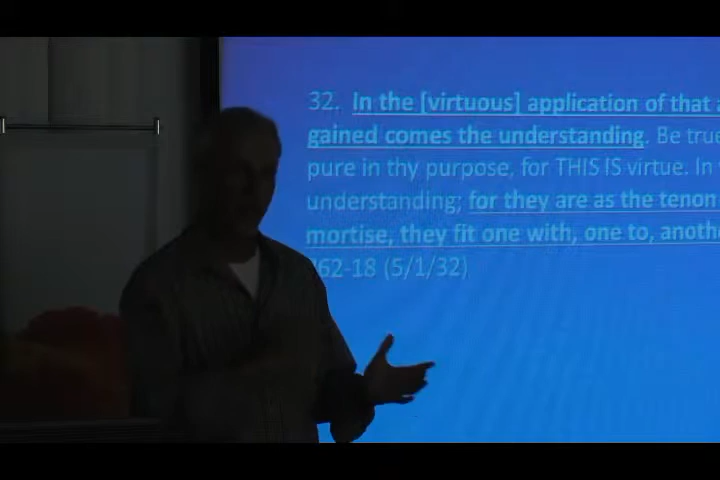 32. In the [virtuous] application of that a
gained comes the understanding. Be true
pure in thy purpose, for THIS IS virtue. In
understanding; for they are as the tenon
mortise, they fit one with, one to, anoth
262-18 (5/1/32)